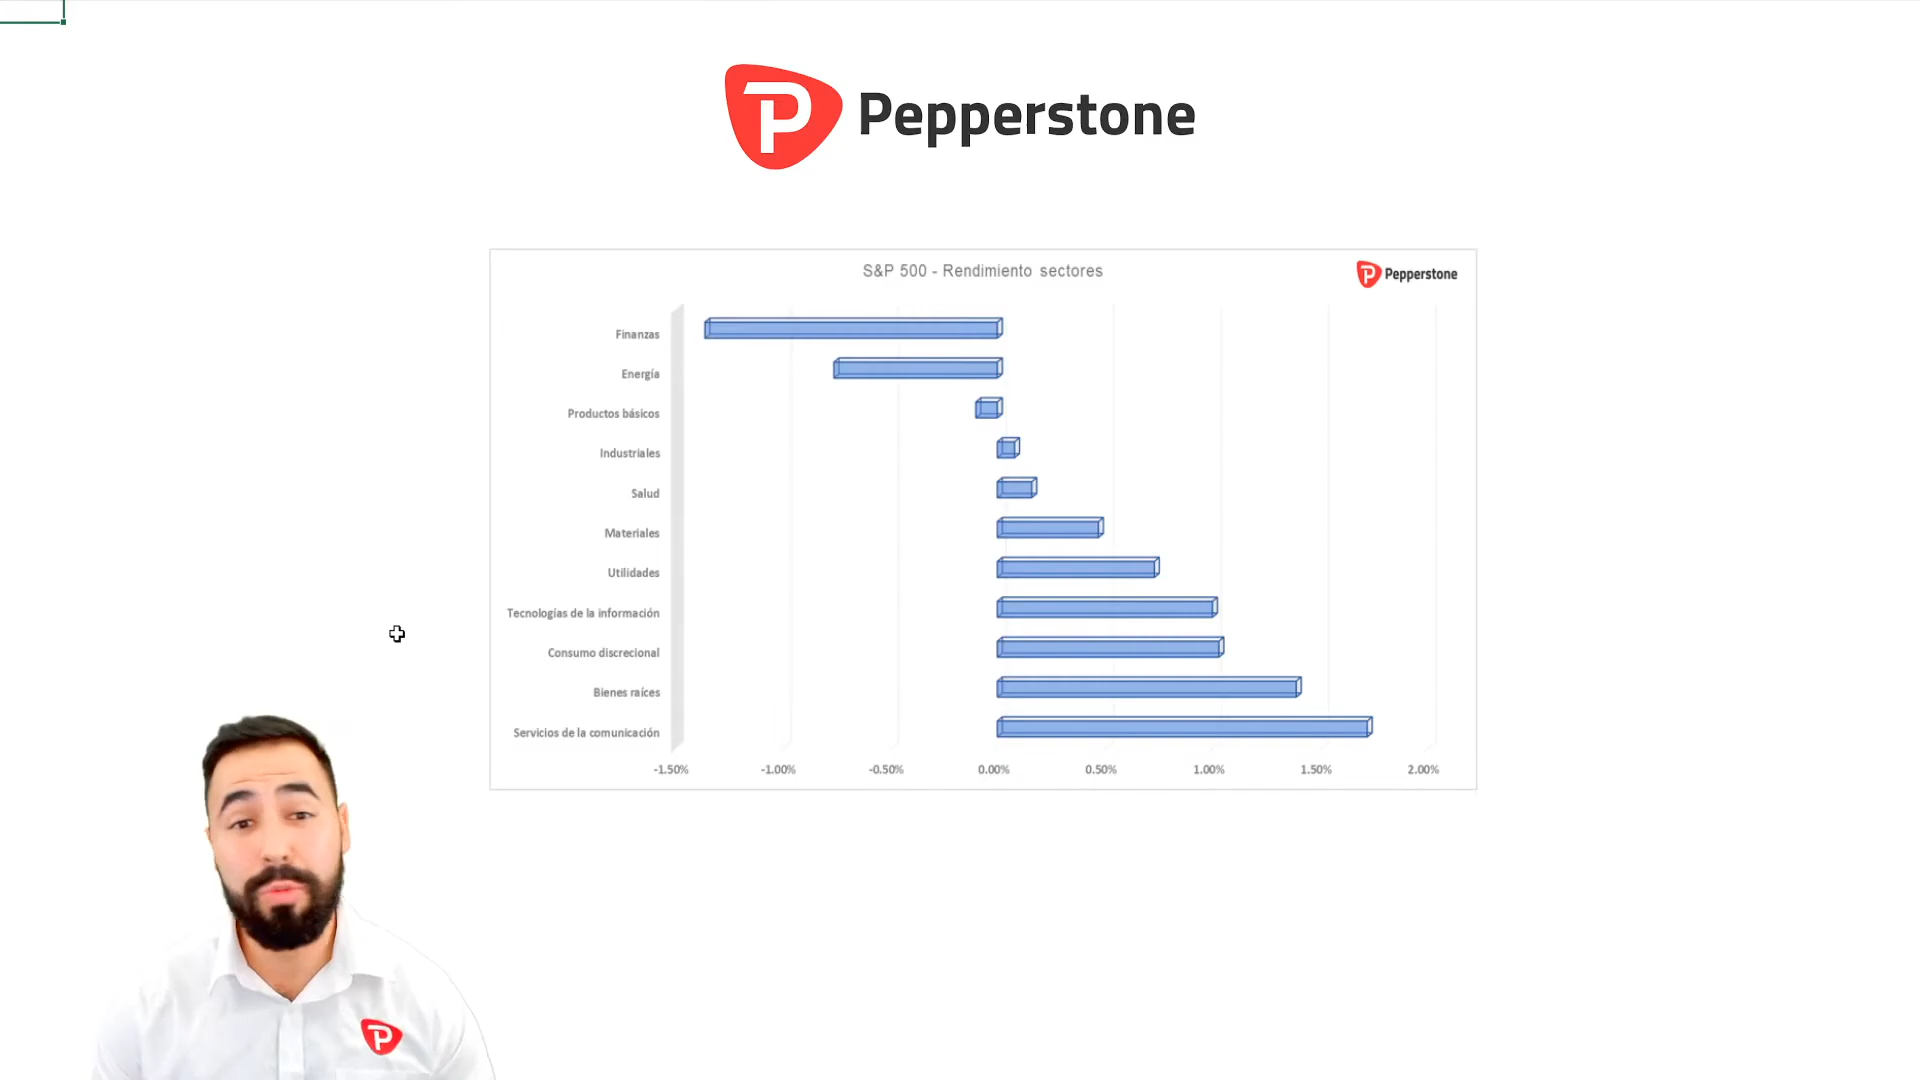 Pepperstone
S&P 500 - Rendimiento sectores
Pepperstone
Finanzas
Energía
Productos básicos
Industriales
Salud
Materiales
Utilidades
Tecnologías de la información
Consumo discrecional
Bienes raíces
Servicios de la comunicación
-1.50% -1.00% -0.50% 0.00% 0.50% 1.00% 1.50% 2.00%